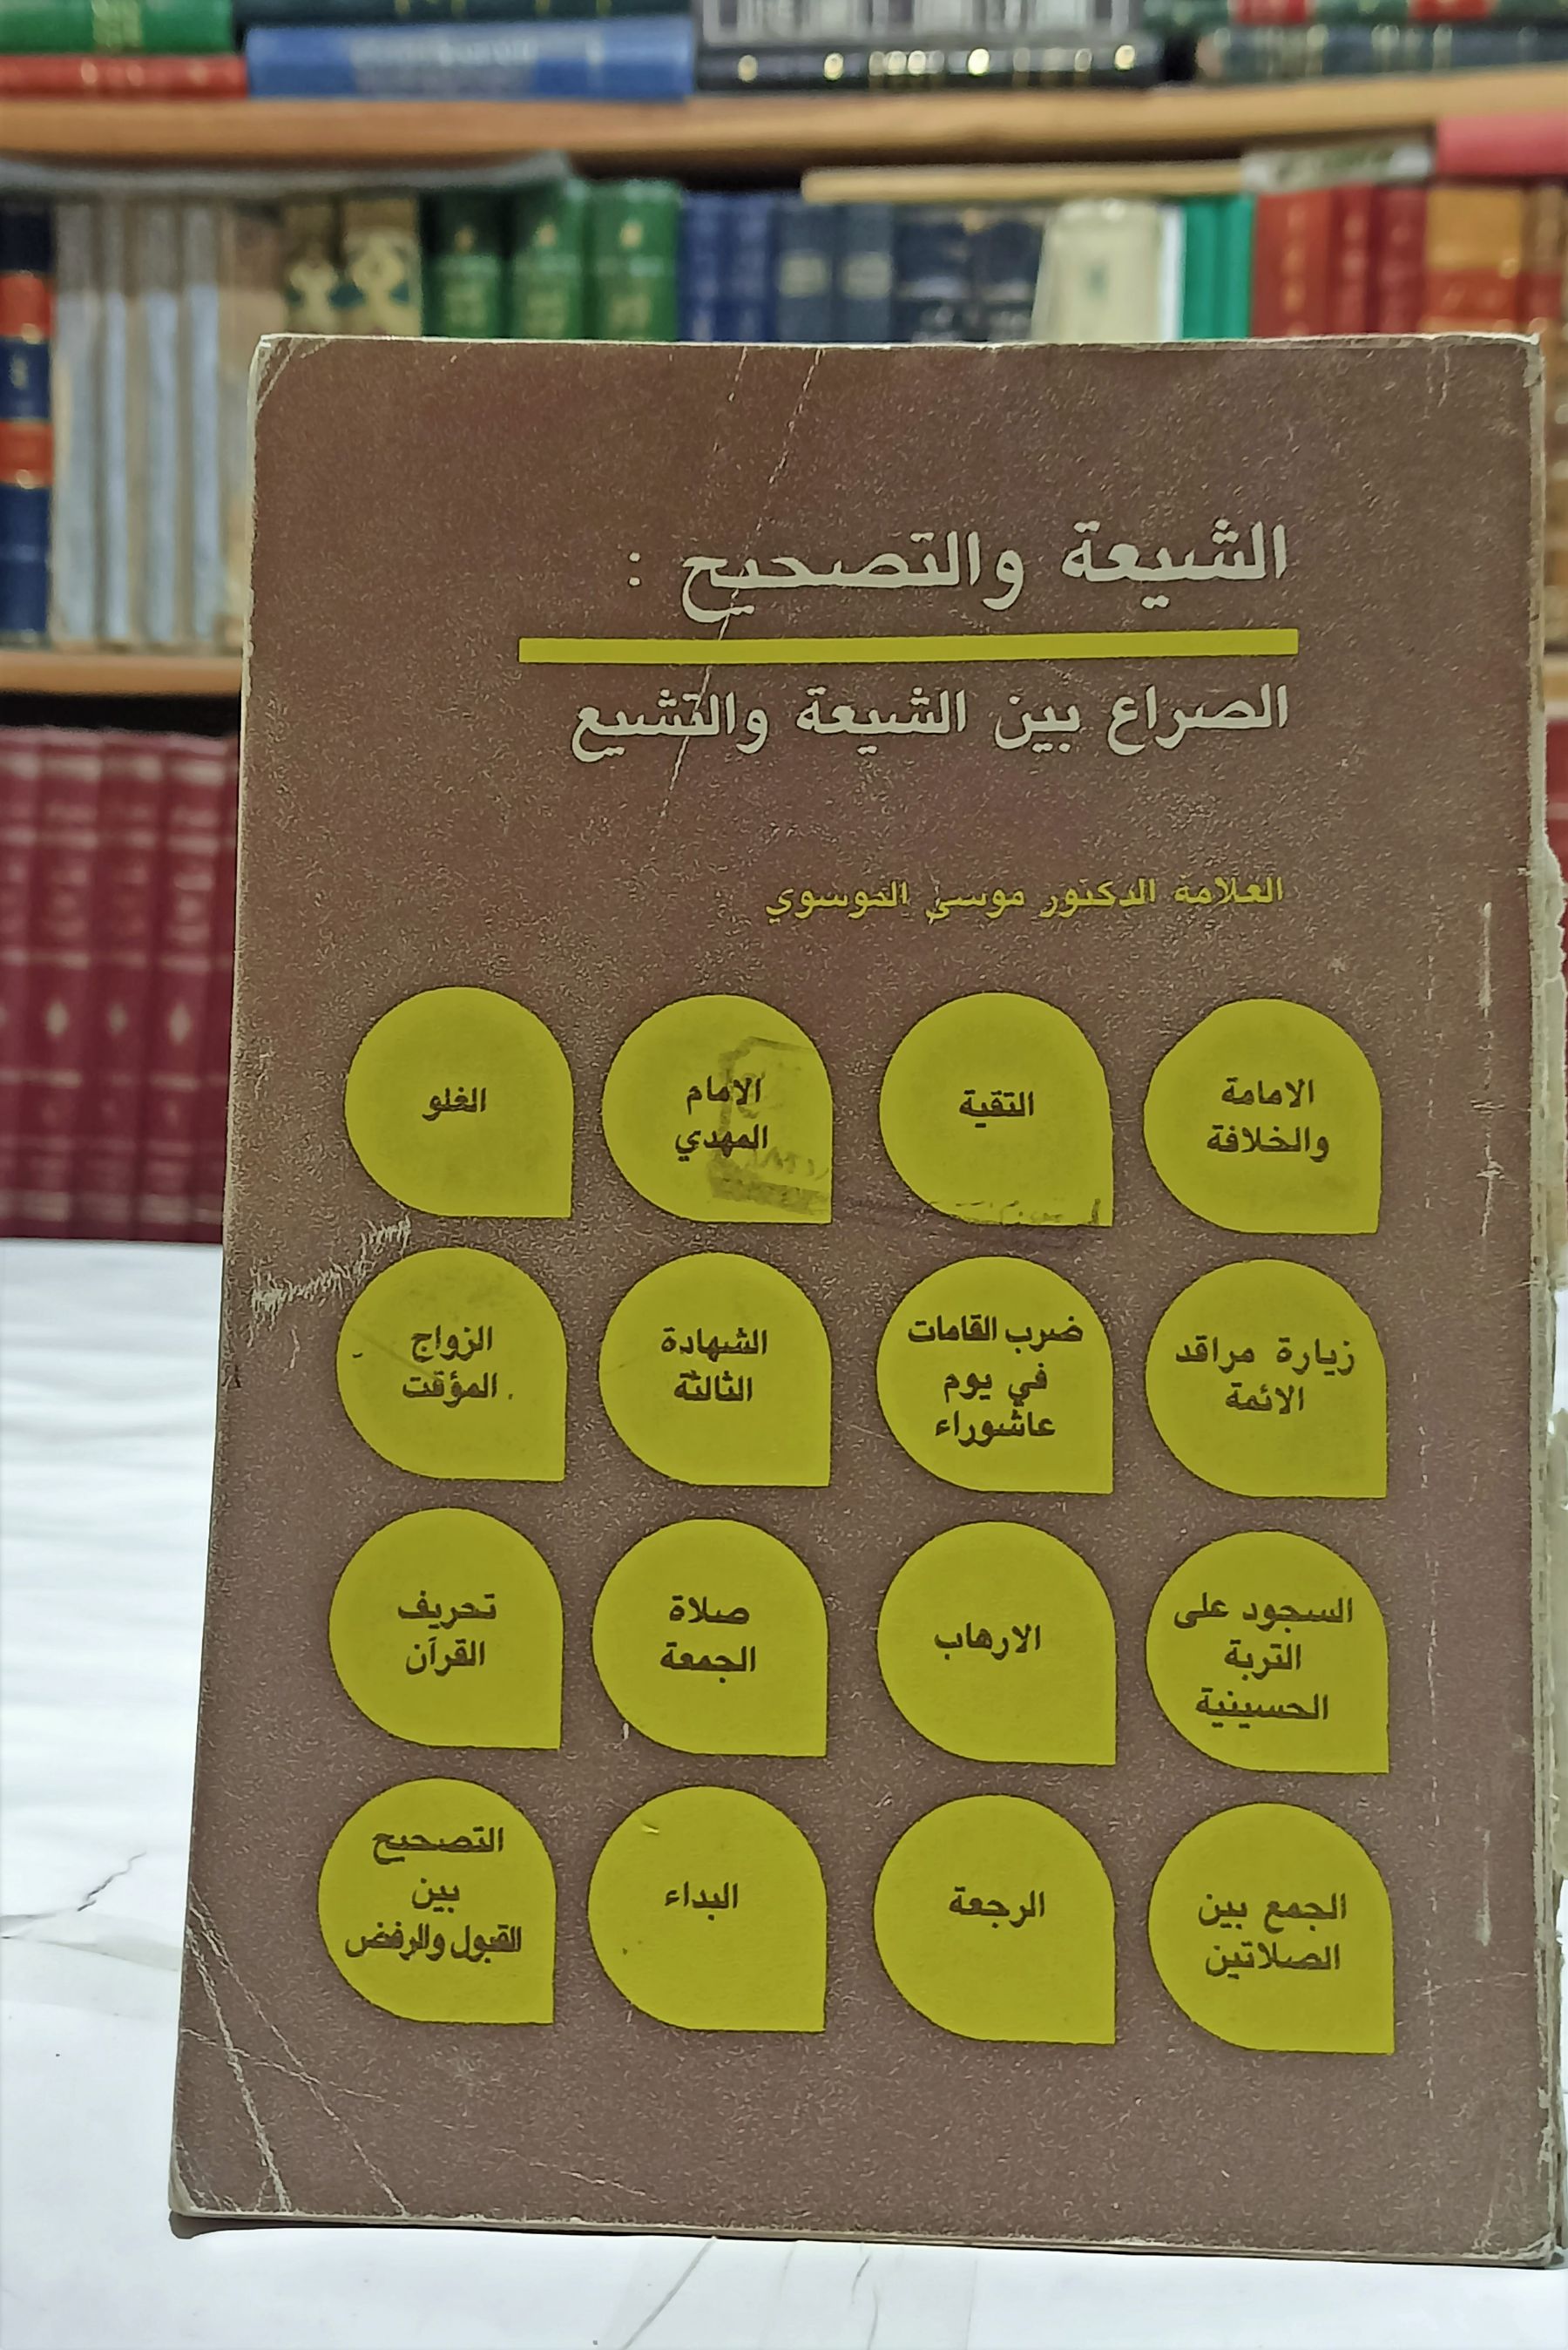 الشيعة والتصحيح :
الصراع بين الشيعة والتشيع
العلامة الدكتور موسى الموسوي
الامامة
والخلافة
التقية
الامام
المهدي
الغلو
زيارة مراقد
الائمة
ضرب القامات
في يوم
عاشوراء
الشهادة
الثالثة
الزواج
المؤقت
السجود على
التربة
الحسينية
الارهاب
صلاة
الجمعة
تحريف
القرآن
الجمع بين
الصلاتين
الرجعة
البداء
التصحيح
بين
القبول والرفض